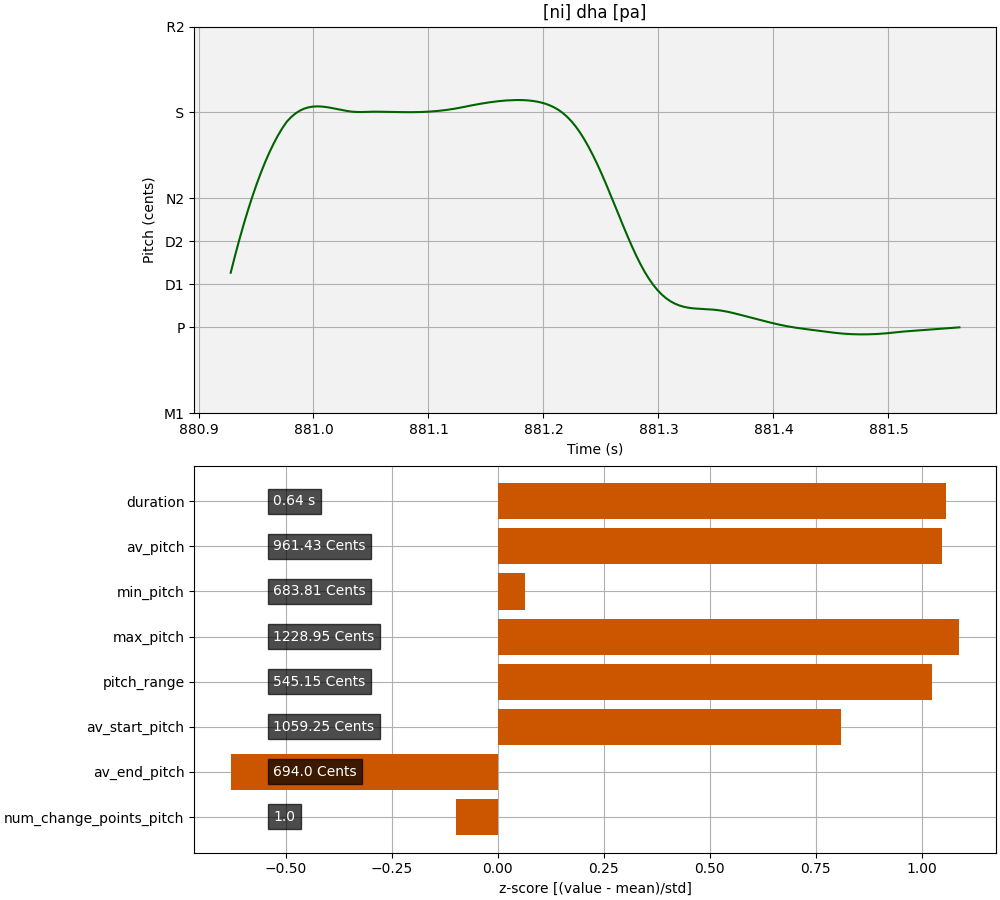 [ni] dha [pa]
R2
S
N2
D2
D1
P
M1
Pitch (cents)
880.9 881.0 881.1 881.2 881.3 881.4 881.5
Time (s)
duration 0.64 s
av_pitch 961.43 Cents
min_pitch 683.81 Cents
max_pitch 1228.95 Cents
pitch_range 545.15 Cents
av_start_pitch 1059.25 Cents
av_end_pitch 694.0 Cents
num_change_points_pitch 1.0
−0.50 −0.25 0.00 0.25 0.50 0.75 1.00
z-score [(value - mean)/std]